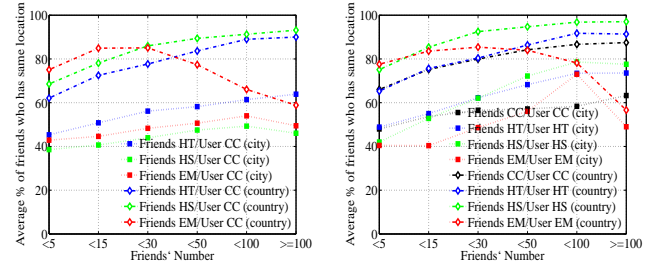 Average % of friends who has same location
100
80
60
40
20
0
Friends HT/User CC (city)
Friends HS/User CC (city)
Friends EM/User CC (city)
Friends HT/User CC (country)
Friends HS/User CC (country)
Friends EM/User CC (country)
<5 <15 <30 <50 <100 >=100
Friends‘ Number
Average % of friends who has same location
100
80
60
40
20
0
Friends CC/User CC (city)
Friends HT/User HT (city)
Friends HS/User HS (city)
Friends EM/User EM (city)
Friends CC/User CC (country)
Friends HT/User HT (country)
Friends HS/User HS (country)
Friends EM/User EM (country)
<5 <15 <30 <50 <100 >=100
Friends‘ Number